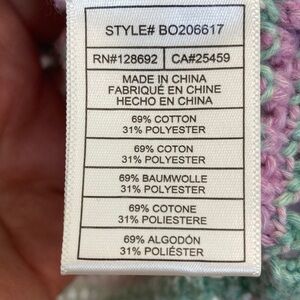 STYLE# BO206617
RN#128692 CA#25459
MADE IN CHINA
FABRIQUÉ EN CHINE
HECHO EN CHINA
69% COTTON
31% POLYESTER
69% COTON
31% POLYESTER
69% BAUMWOLLE
31% POLYESTER
69% COTONE
31% POLIESTERE
69% ALGODÓN
31% POLIÉSTER